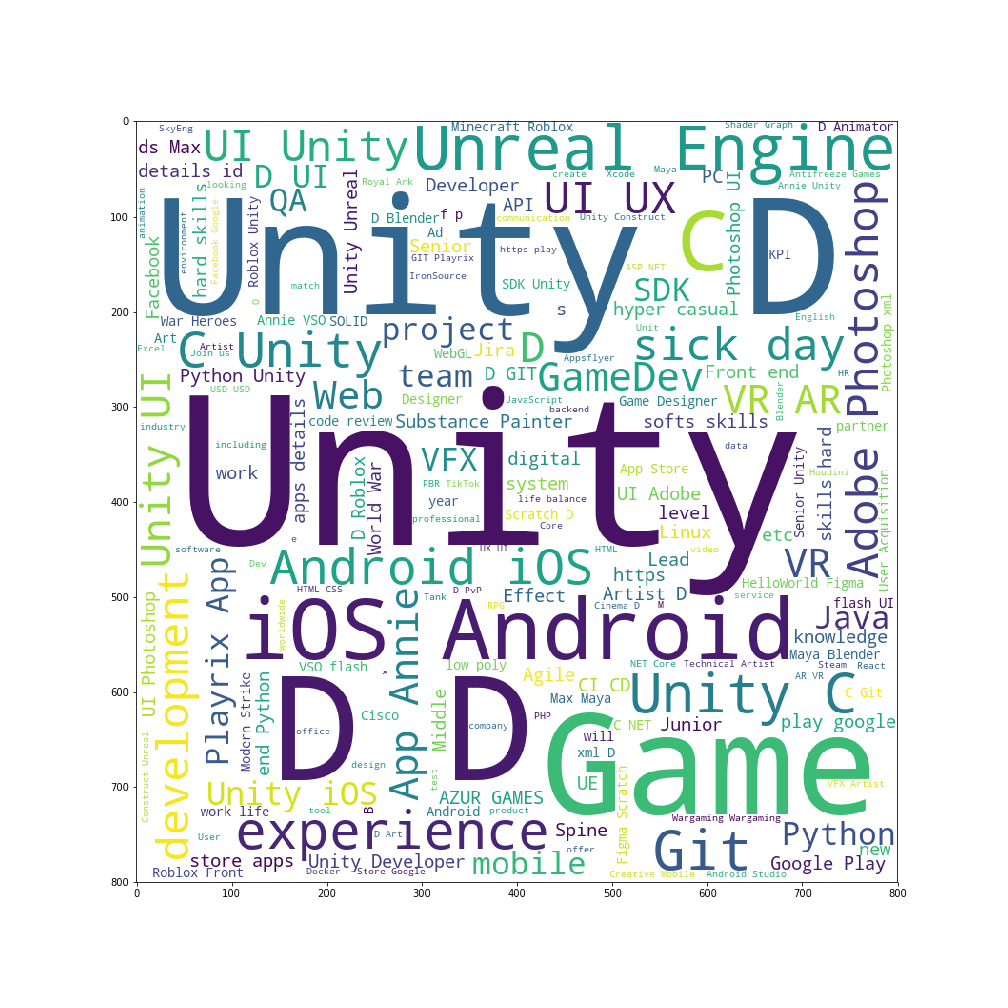 0
SkyEng
Minecraft Roblox
Shader Graph
D Animator
ds Max
UI Unity
Unreal Engine
details id
D UI
looking
Royal Ark
Developer
create
Xcode
Maya
PC
Antifreeze Games
Annie Unity
animation
hard skills
QA
Unity Unreal
API
UI UX
Photoshop UI
Adobe Photoshop
100
Facebook
environment
Facebook Google
Roblox Unity
D Blender
f p
communication
Unity Construct
Unity D
C
Ad
Senior
GIT Playrix
https play
ASP NET
KPI
match
IronSource
SDK Unity
SDK
O
s
hyper casual
English
Photoshop xml
200
War Heroes
Annie VSO
SOLID
project
Unit
Art
Excel
Join us
Artist
C Unity
WebGL
Jira
D
Appsflyer
sick day
Python Unity
USD USD
team
D GIT
GameDev
Front end
HR
Unity UI
Web
Designer
JavaScript
Game Designer
Blender
VR AR
300
backend
code review
Substance Painter
softs skills
partner
industry
including
apps details
Unity
data
work
D Roblox
World War
VFX
digital
App Store
Senior Unity
skills hard
Houdini
PBR
TikTok
system
UI Adobe
User Acquisition
400
year
life balance
level
professional
Scratch D
Core
Linux
etc
e
software
UX UI
HTML
video
Dev
Android iOS
Lead
VR
https
HelloWorld Figma
500
development
Playrix App
HTML CSS
App Annie
D PvP
Tank
Effect
Artist D
service
flash UI
UI Photoshop
worldwide
iOS Android
RPG
Cinema D
M
Java
knowledge
Maya Blender
VSO flash
low poly
NET Core
Technical Artist
Steam
React
600
Agile
CI CD
AR VR
Modern Strike
end Python
D D
Max Maya
Unity C
C Git
Cisco
Middle
PHP
C NET
Junior
play google
office
company
will
Game
Construct Unreal
design
test
xml D
UE
VFX Artist
700
Unity iOS
AZUR GAMES
Figma Scratch
work life
tool
B
Android
product
Wargaming Wargaming
User
experience
D Art
Spine
Git
Python
offer
new
store apps
Unity Developer
mobile
Google Play
Roblox Front
Docker
Store Google
Creative Mobile
Android Studio
800
0 100 200 300 400 500 600 700 800